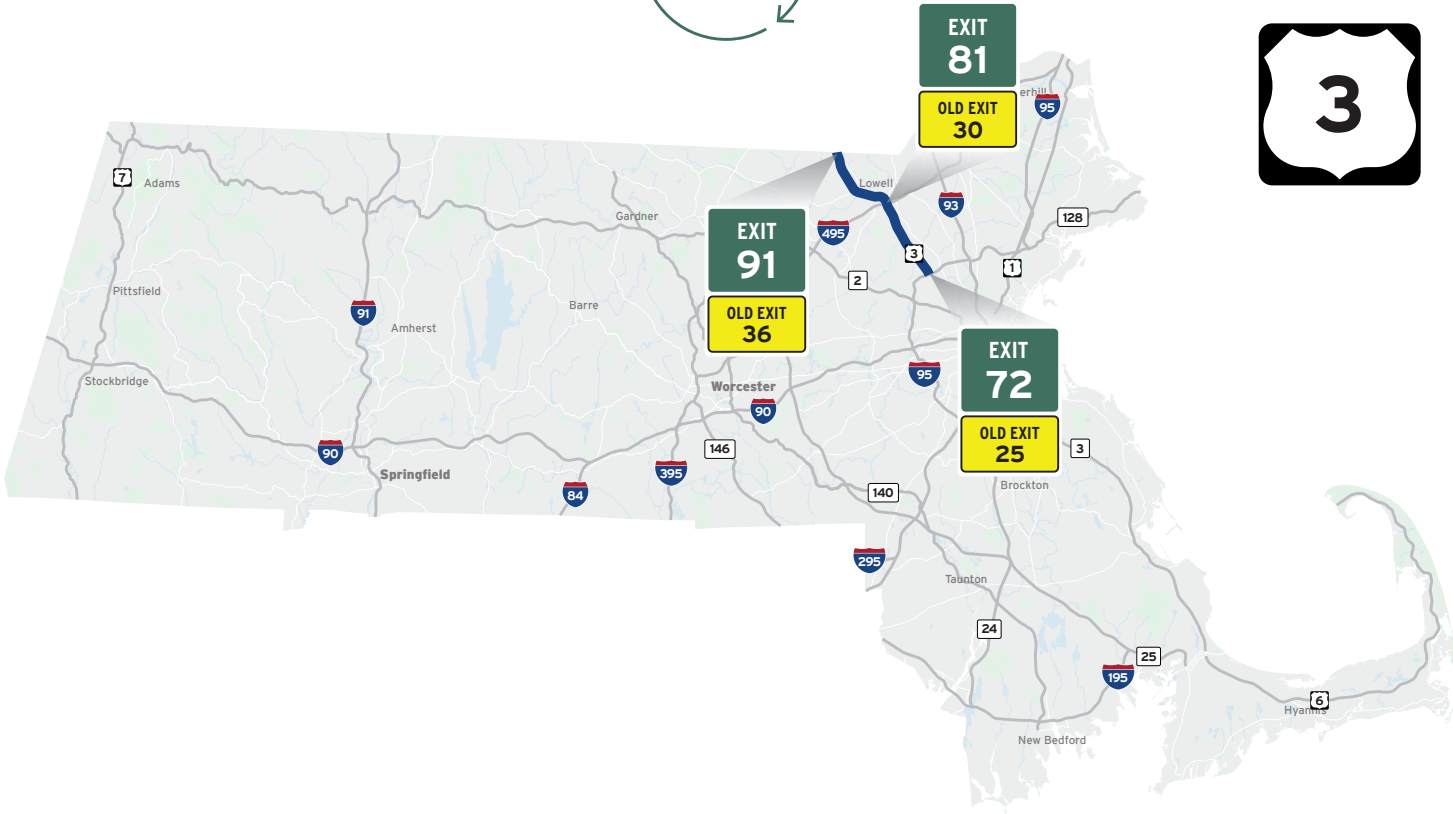 EXIT
81
OLD EXIT
30
3
erhill
95
7
Adams
Lowell
93
128
Gardner
EXIT
91
OLD EXIT
36
495
3
1
2
Pittsfield
91
Amherst
Barre
EXIT
72
OLD EXIT
25
Stockbridge
Worcester
95
90
90
Springfield
146
3
395
84
140
Brockton
295
Taunton
24
25
195
6
Hyannis
New Bedford